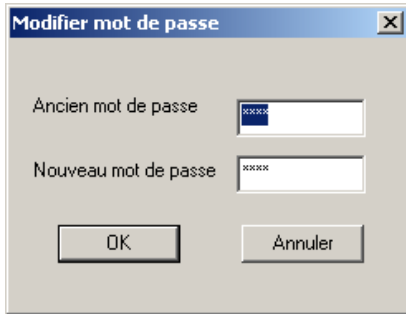 Modifier mot de passe
Ancien mot de passe ****
Nouveau mot de passe ****
OK Annuler